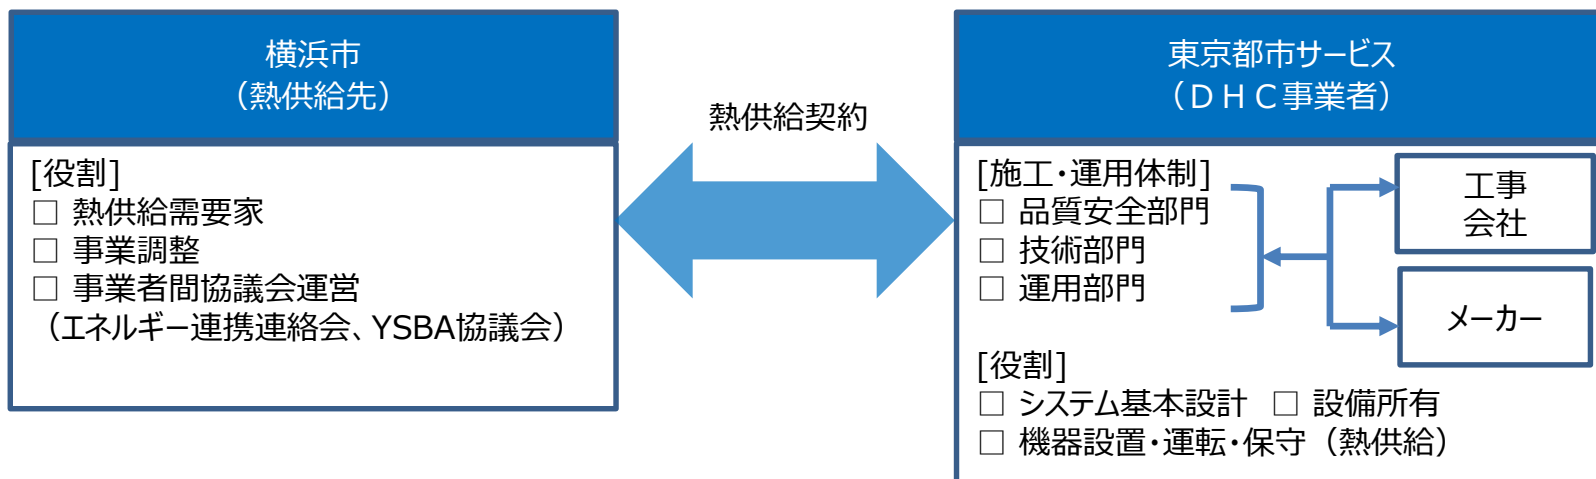 横浜市
（熱供給先）
[役割]
□ 熱供給需要家
□ 事業調整
□ 事業者間協議会運営
（エネルギー連携連絡会、YSBA協議会）
熱供給契約
東京都市サービス
（ＤＨＣ事業者）
[施工・運用体制]
□ 品質安全部門
□ 技術部門
□ 運用部門
工事
会社
メーカー
[役割]
□ システム基本設計 □ 設備所有
□ 機器設置・運転・保守（熱供給）